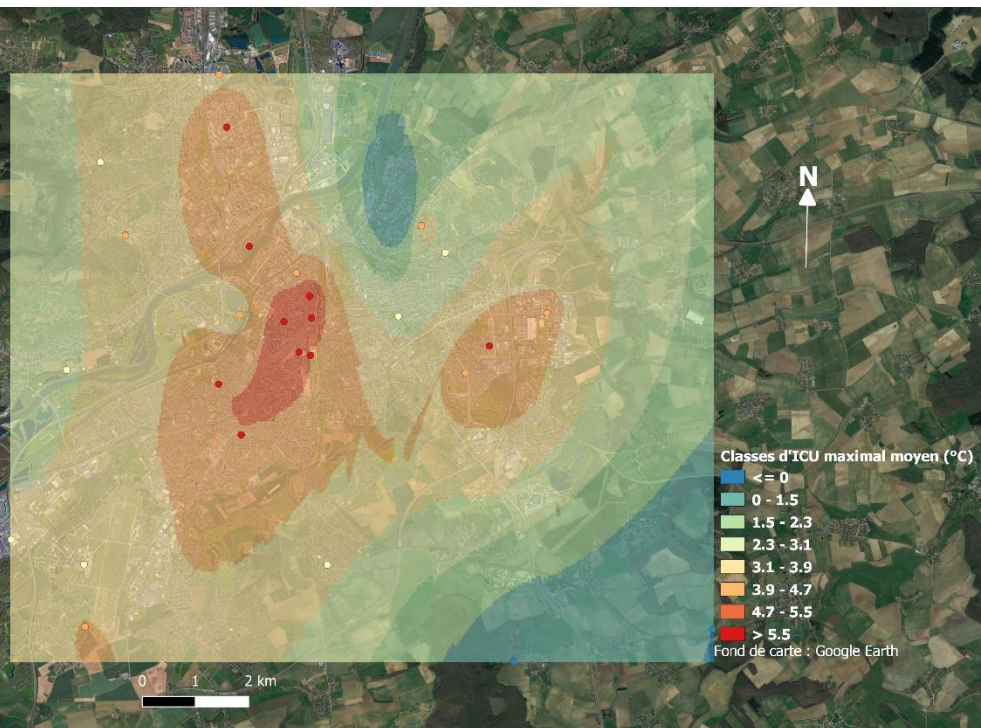 N
Classes d'ICU maximal moyen (°C)
<= 0
0 - 1.5
1.5 - 2.3
2.3 - 3.1
3.1 - 3.9
3.9 - 4.7
4.7 - 5.5
> 5.5
Fond de carte : Google Earth
0 1 2 km